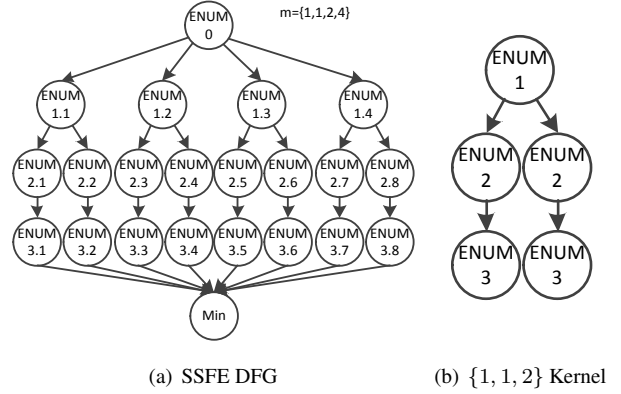 ENUM
0
m={1,1,2,4}
ENUM
1.1
ENUM
1.2
ENUM
1.3
ENUM
1.4
ENUM
2.1
ENUM
2.2
ENUM
2.3
ENUM
2.4
ENUM
2.5
ENUM
2.6
ENUM
2.7
ENUM
2.8
ENUM
3.1
ENUM
3.2
ENUM
3.3
ENUM
3.4
ENUM
3.5
ENUM
3.6
ENUM
3.7
ENUM
3.8
Min
(a) SSFE DFG
ENUM
1
ENUM
2
ENUM
2
ENUM
3
ENUM
3
(b) {1, 1, 2} Kernel